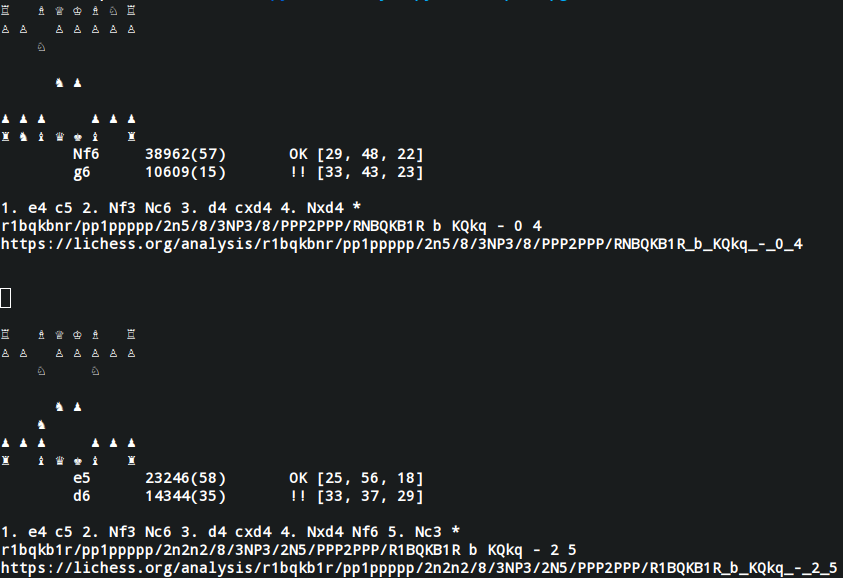 ♖   ♗ ♕ ♔ ♗ ♘ ♖
♙ ♙   ♙ ♙ ♙ ♙ ♙
    ♘
      ♞ ♟
♟ ♟ ♟     ♟ ♟ ♟
♜ ♞ ♝ ♛ ♚ ♝   ♜
Nf6 38962(57) OK [29, 48, 22]
g6 10609(15) !! [33, 43, 23]
1. e4 c5 2. Nf3 Nc6 3. d4 cxd4 4. Nxd4 *
r1bqkbnr/pp1ppppp/2n5/8/3NP3/8/PPP2PPP/RNBQKB1R b KQkq - 0 4
https://lichess.org/analysis/r1bqkbnr/pp1ppppp/2n5/8/3NP3/8/PPP2PPP/RNBQKB1R_b_KQkq_-_0_4
♖   ♗ ♕ ♔ ♗   ♖
♙ ♙   ♙ ♙ ♙ ♙ ♙
    ♘     ♘
      ♞ ♟
    ♞
♟ ♟ ♟     ♟ ♟ ♟
♜   ♝ ♛ ♚ ♝   ♜
e5 23246(58) OK [25, 56, 18]
d6 14344(35) !! [33, 37, 29]
1. e4 c5 2. Nf3 Nc6 3. d4 cxd4 4. Nxd4 Nf6 5. Nc3 *
r1bqkb1r/pp1ppppp/2n2n2/8/3NP3/2N5/PPP2PPP/R1BQKB1R b KQkq - 2 5
https://lichess.org/analysis/r1bqkb1r/pp1ppppp/2n2n2/8/3NP3/2N5/PPP2PPP/R1BQKB1R_b_KQkq_-_2_5